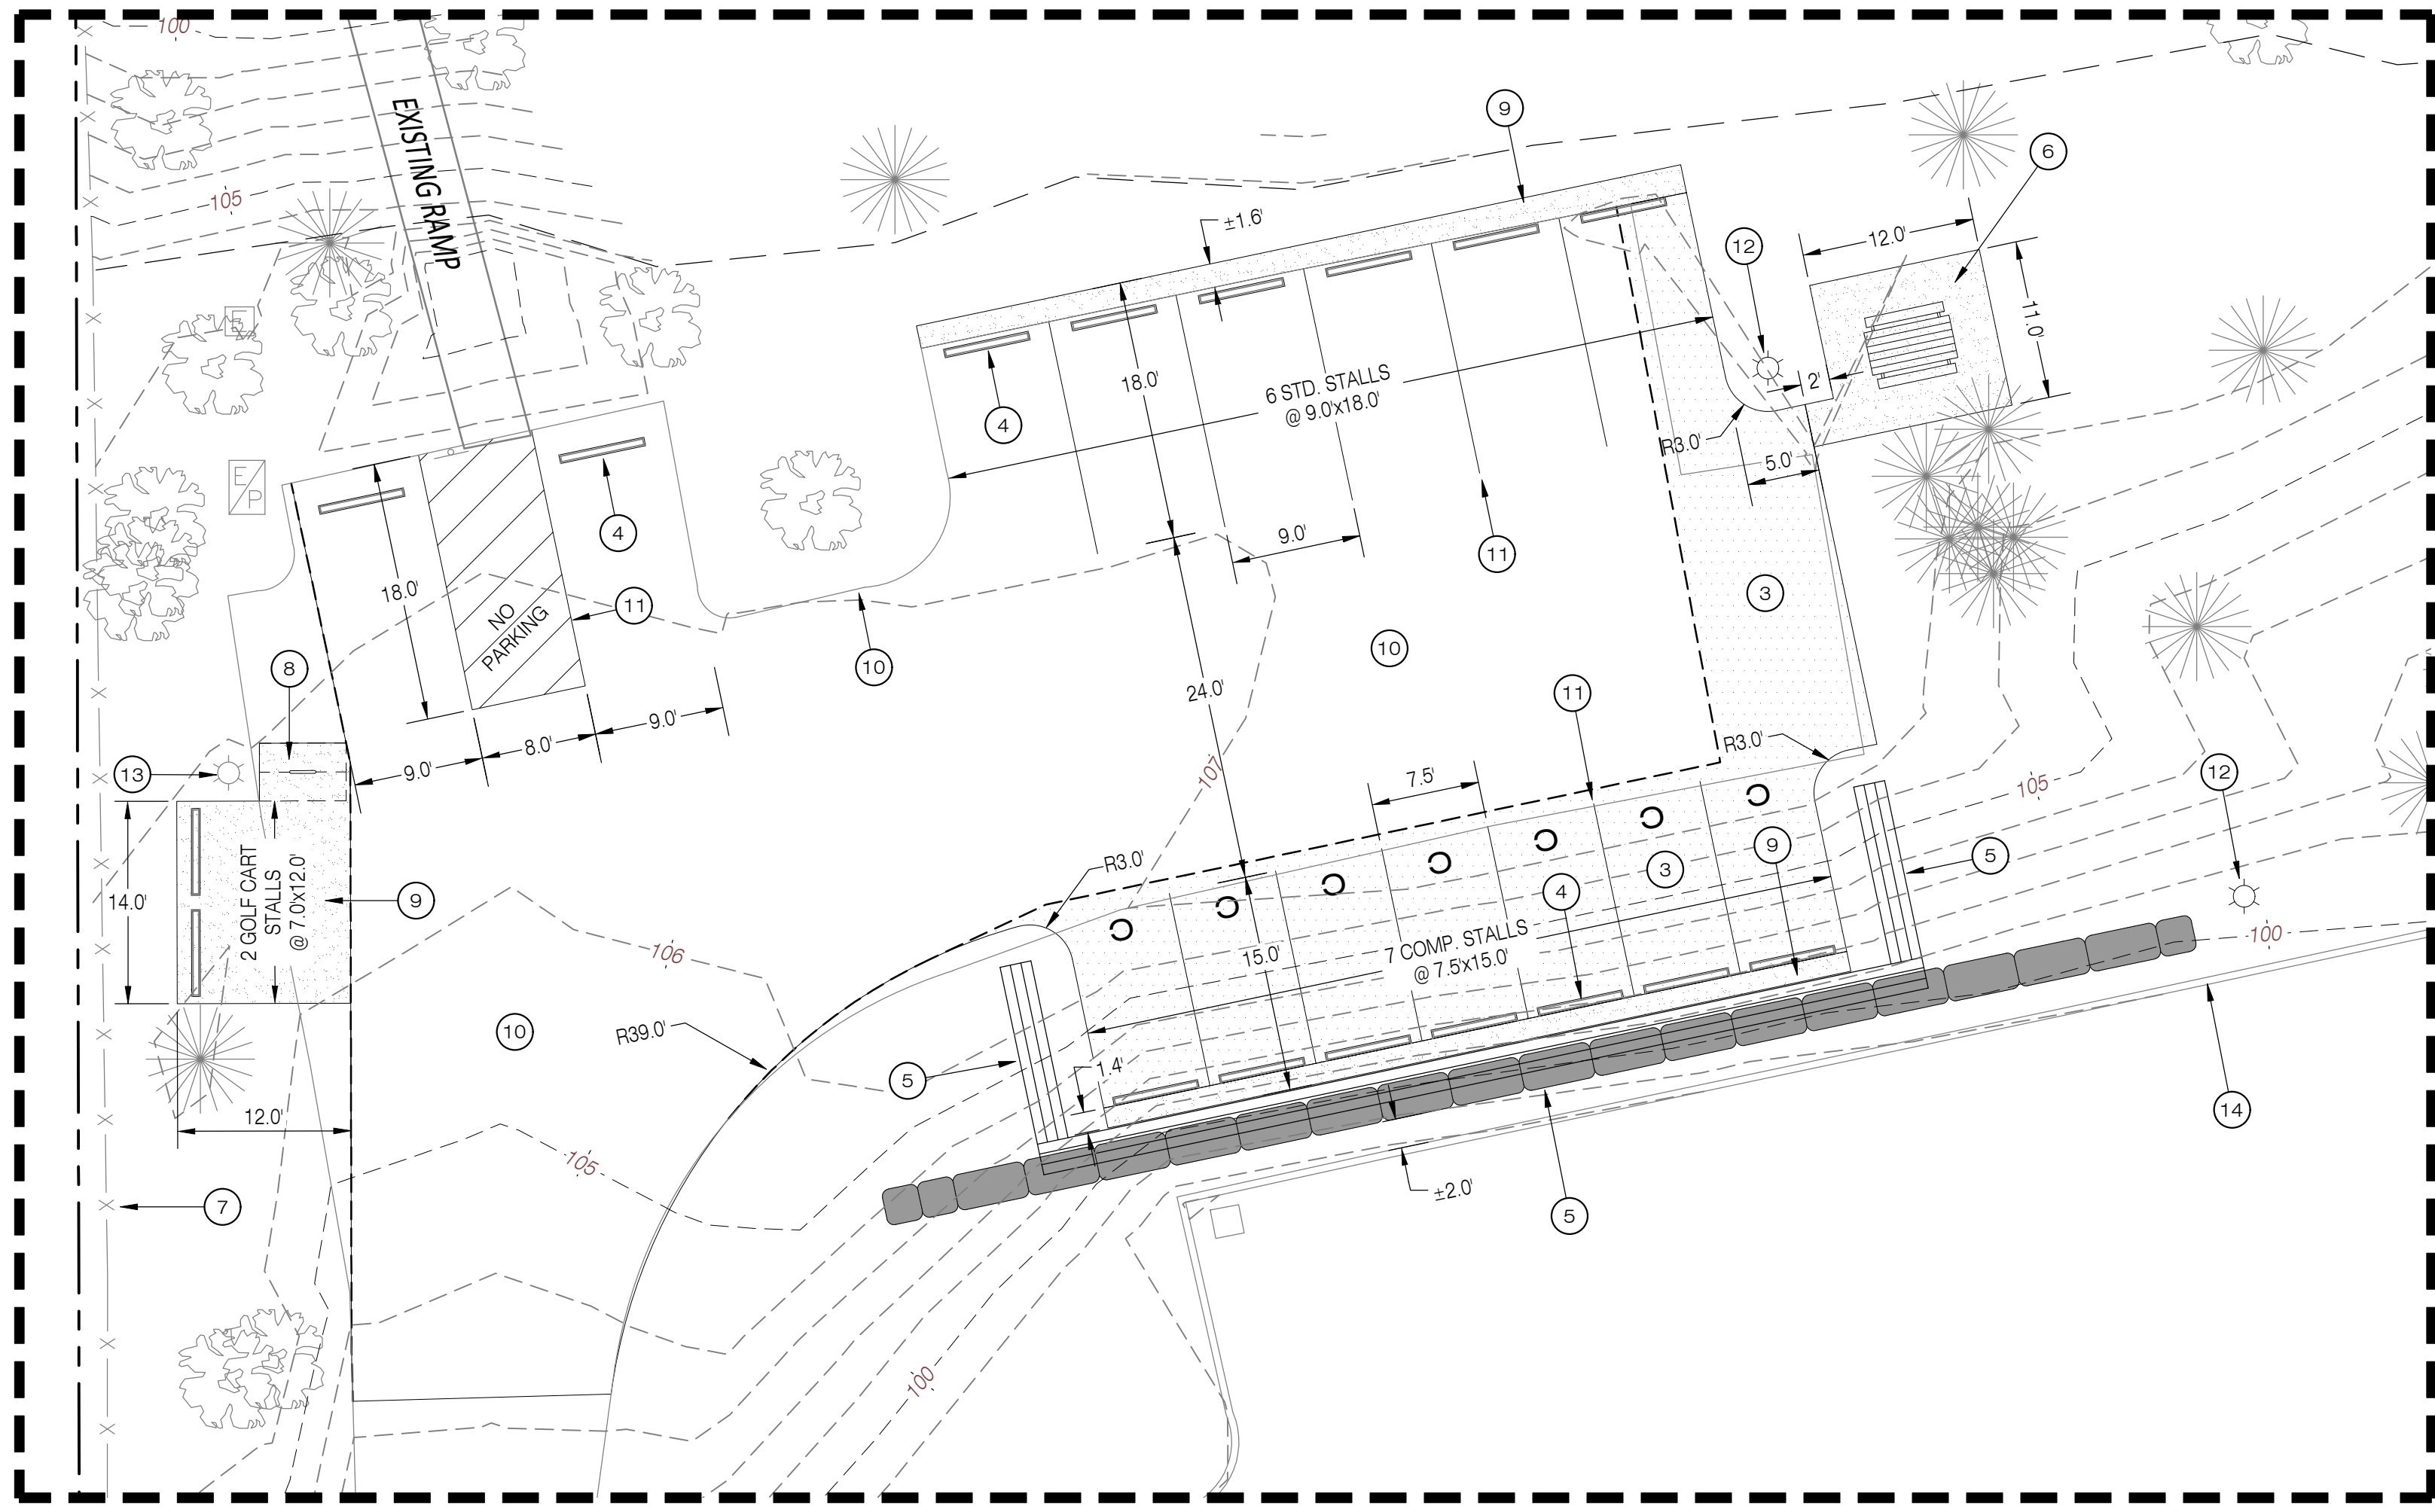 100
EXISTING RAMP
105
9
6
±1.6'
12
12.0'
11.0'
E
18.0'
6 STD. STALLS
@ 9.0'x18.0'
2'
4
R3.0'
5.0'
E/P
4
9.0'
11
18.0'
NO
PARKING
11
3
10
10
8
24.0'
11
9.0'
8.0'
9.0'
R3.0'
13
107
7.5'
12
105
14.0'
2 GOLF CART
STALLS
@ 7.0'x12.0'
9
R3.0'
C
C
C
C
C
C
C
3
9
5
4
106
15.0'
7 COMP. STALLS
@ 7.5'x15.0'
100
10
R39.0'
5
1.4'
12.0'
14
105
7
±2.0'
5
100